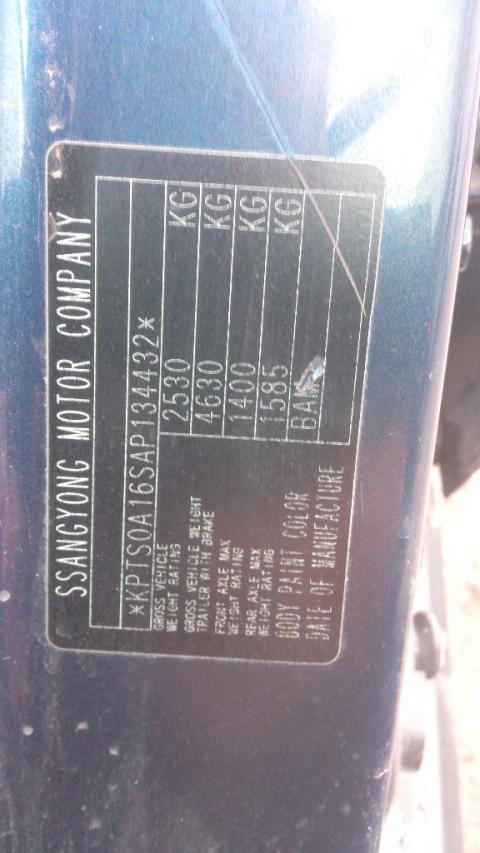 SSANGYONG MOTOR COMPANY
*KPTS0A16SAP134432*
GROSS VEHICLE WEIGHT RATING 2530 KG
GROSS VEHICLE WEIGHT TRAILER WITH BRAKE 4630 KG
FRONT AXLE MAX WEIGHT RATING 1400 KG
REAR AXLE MAX WEIGHT RATING 1585 KG
BODY PAINT COLOR
DATE OF MANUFACTURE